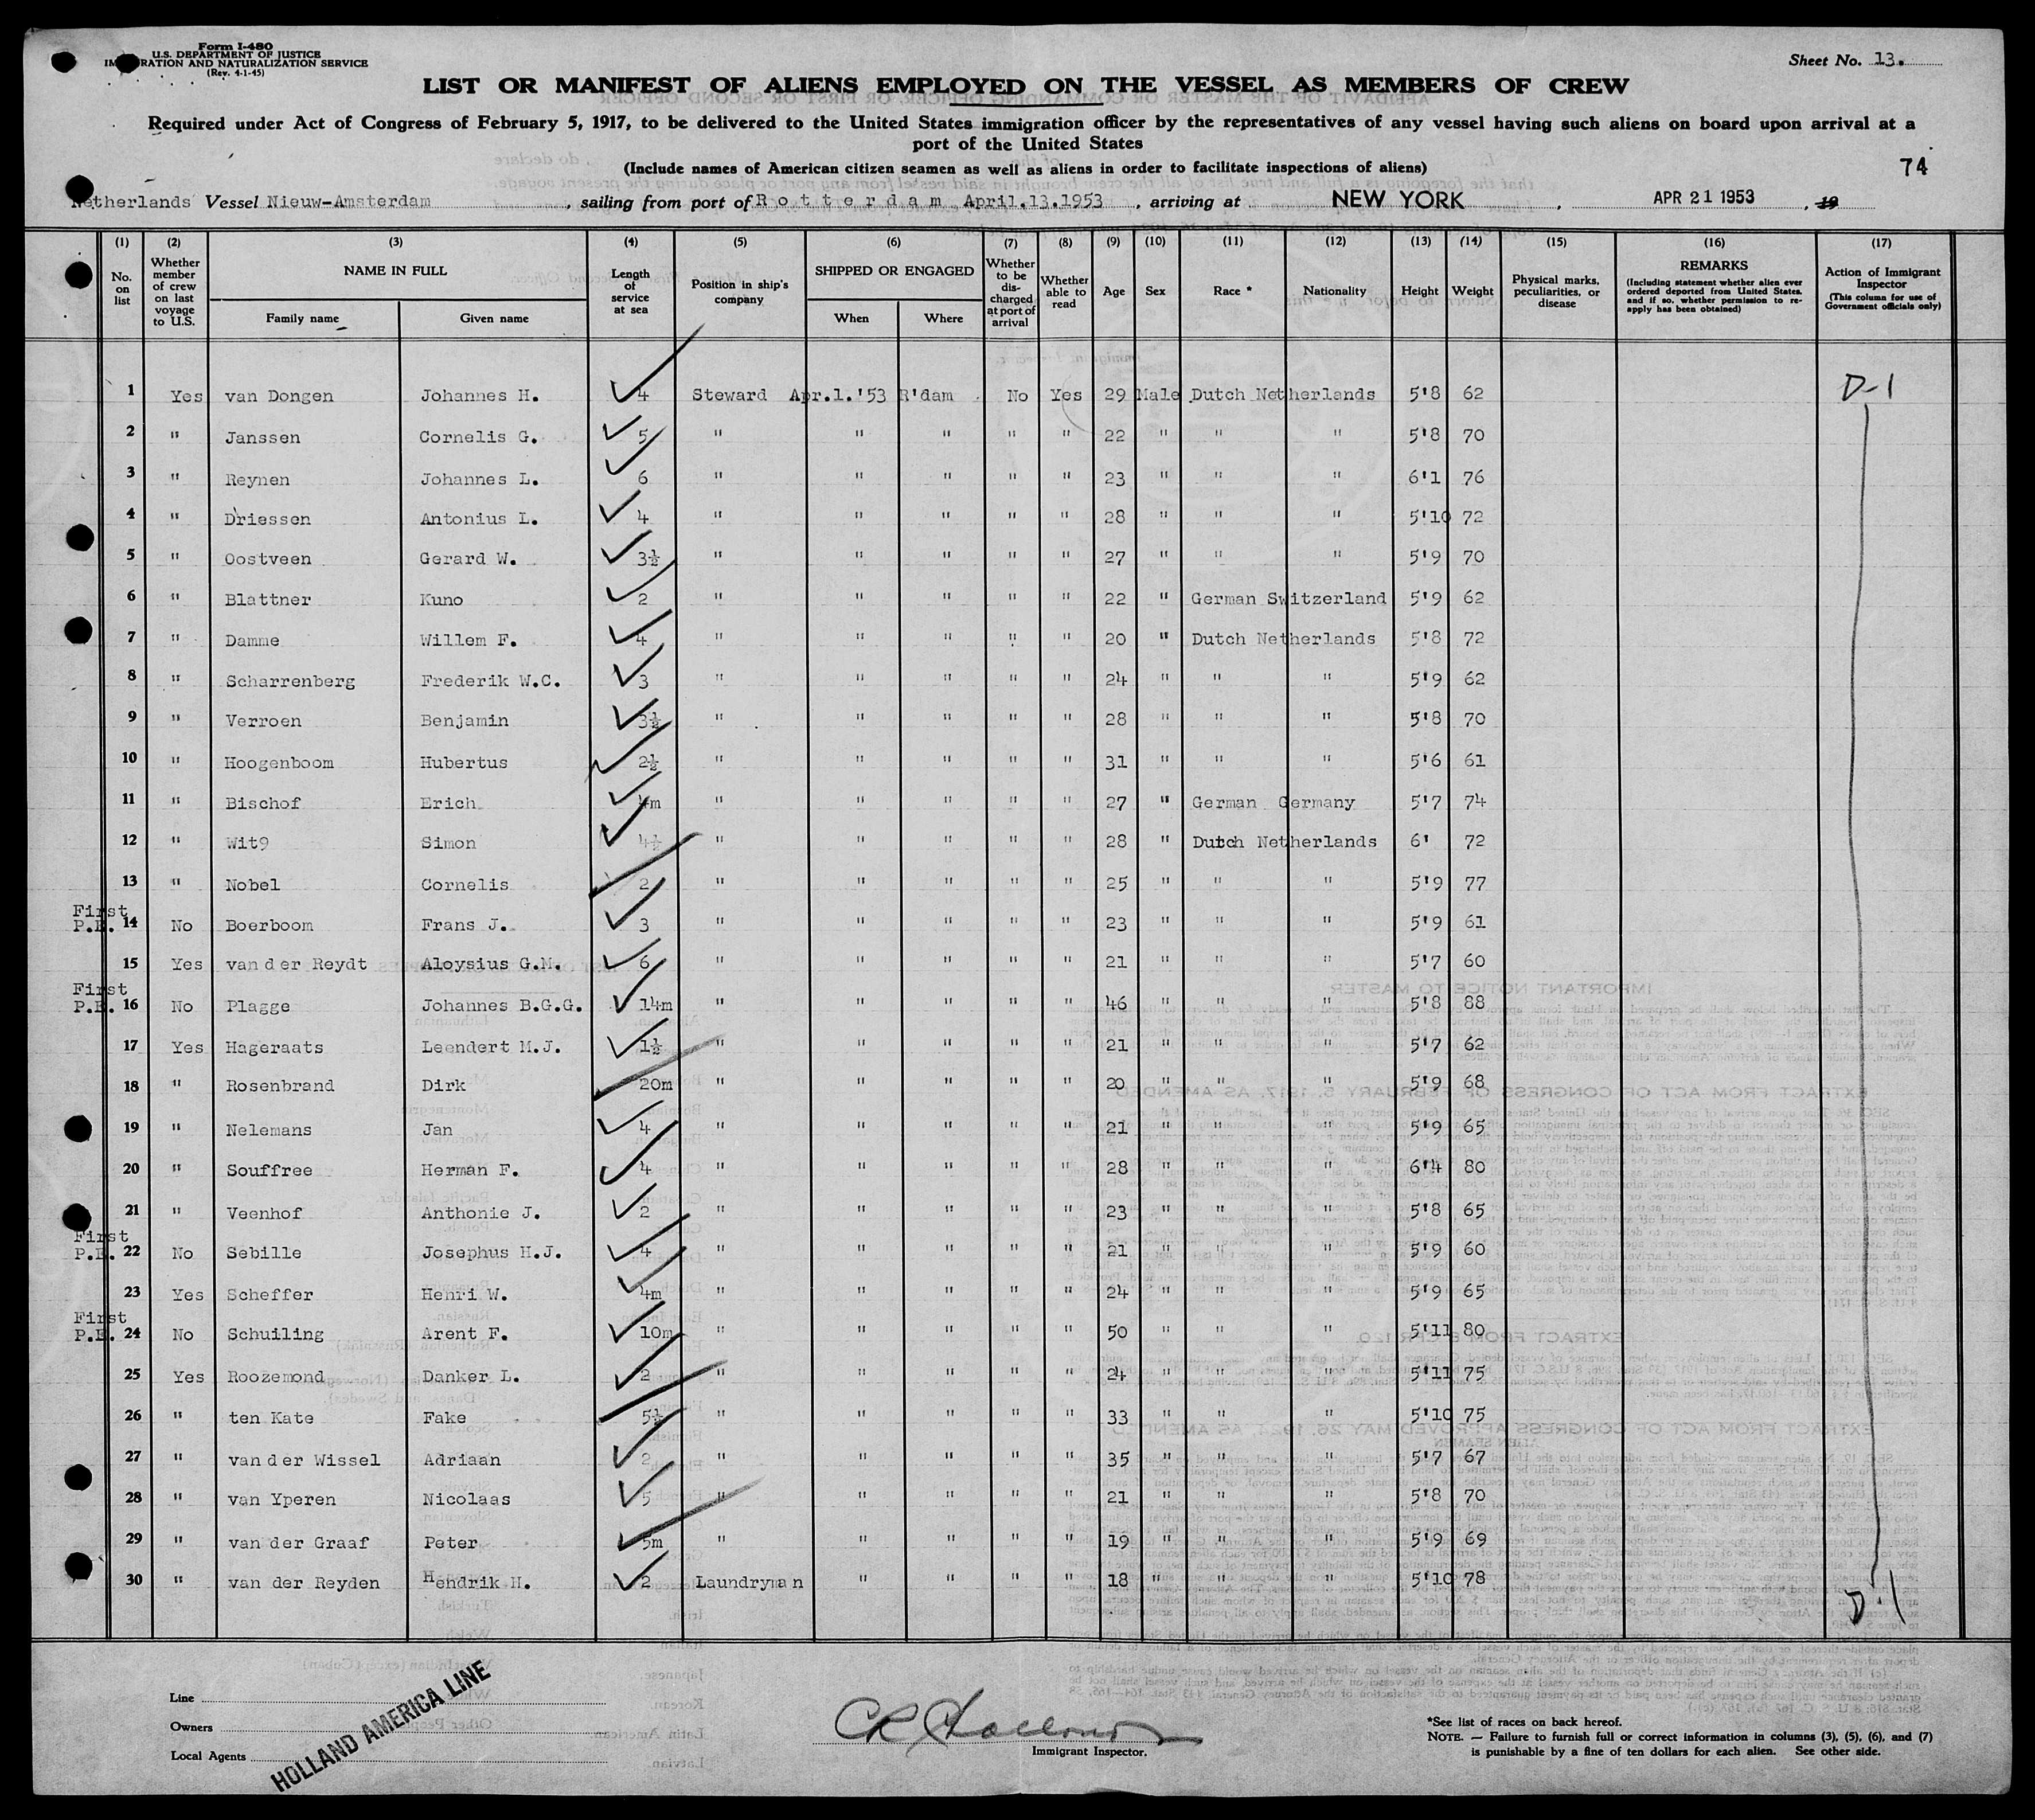 Form I-480
U.S. DEPARTMENT OF JUSTICE
IMMIGRATION AND NATURALIZATION SERVICE
(Rev. 4-1-45)
Sheet No. 13.
LIST OR MANIFEST OF ALIENS EMPLOYED ON THE VESSEL AS MEMBERS OF CREW
Required under Act of Congress of February 5, 1917, to be delivered to the United States immigration officer by the representatives of any vessel having such aliens on board upon arrival at a
port of the United States
(Include names of American citizen seamen as well as aliens in order to facilitate inspections of aliens)
74
Netherlands Vessel Nieuw-Amsterdam, sailing from port of Rotterdam April.13.1953, arriving at NEW YORK, APR 21 1953, 19
(1) (2) (3) (4) (5) (6) (7) (8) (9) (10) (11) (12) (13) (14) (15) (16) (17)
No. on list
Whether member of crew on last voyage to U.S.
NAME IN FULL
Family name
Given name
Length of service at sea
Position in ship's company
SHIPPED OR ENGAGED
When
Where
Whether to be discharged at port of arrival
Whether able to read
Age
Sex
Race *
Nationality
Height
Weight
Physical marks, peculiarities, or disease
REMARKS
(Including statement whether alien ever ordered deported from United States, and if so, whether permission to re-apply has been obtained)
Action of Immigrant Inspector
(This column for use of Government officials only)
1 Yes van Dongen Johannes H. 4 Steward Apr.1.'53 R'dam No Yes 29 Male Dutch Netherlands 5'8 62 D-1
2 " Janssen Cornelis G. 5 " " " " " 22 " " " 5'8 70
3 " Reynen Johannes L. 6 " " " " " 23 " " " 6'1 76
4 " Driessen Antonius L. 4 " " " " " 28 " " " 5'10 72
5 " Oostveen Gerard W. 3½ " " " " " 27 " " " 5'9 70
6 " Blattner Kuno 2 " " " " " 22 " German Switzerland 5'9 62
7 " Damme Willem F. 4 " " " " " 20 " Dutch Netherlands 5'8 72
8 " Scharrenberg Frederik W.C. 3 " " " " " 24 " " " 5'9 62
9 " Verroen Benjamin 3½ " " " " " 28 " " " 5'8 70
10 " Hoogenboom Hubertus 2½ " " " " " 31 " " " 5'6 61
11 " Bischof Erich 4m " " " " " 27 " German Germany 5'7 74
12 " Wit9 Simon 4½ " " " " " 28 " Dutch Netherlands 6' 72
13 " Nobel Cornelis 2 " " " " " 25 " " " 5'9 77
First P.E. 14 No Boerboom Frans J. 3 " " " " " 23 " " " 5'9 61
15 Yes van der Reydt Aloysius G.M. 6 " " " " " 21 " " " 5'7 60
First P.E. 16 No Plagge Johannes B.G.G. 14m " " " " " 46 " " " 5'8 88
17 Yes Hageraats Leendert M.J. 1½ " " " " " 21 " " " 5'7 62
18 " Rosenbrand Dirk 20m " " " " " 20 " " " 5'9 68
19 " Nelemans Jan 4 " " " " " 21 " " " 5'9 65
20 " Souffree Herman F. 4 " " " " " 28 " " " 6'4 80
21 " Veenhof Anthonie J. 2 " " " " " 23 " " " 5'8 65
First P.E. 22 No Sebille Josephus H.J. 4 " " " " " 21 " " " 5'9 60
23 Yes Scheffer Henri W. 4m " " " " " 24 " " " 5'9 65
First P.E. 24 No Schuiling Arent F. 10m " " " " " 50 " " " 5'11 80
25 Yes Roozemond Danker L. 2 " " " " " 24 " " " 5'11 75
26 " ten Kate Fake 5½ " " " " " 33 " " " 5'10 75
27 " van der Wissel Adriaan 2 " " " " " 35 " " " 5'7 67
28 " van Yperen Nicolaas 5 " " " " " 21 " " " 5'8 70
29 " van der Graaf Peter 5m " " " " " 19 " " " 5'9 69
30 " van der Reyden Hendrik H. 2 Laundryman " " " " 18 " " " 5'10 78 D-1
Line
Owners
Local Agents
HOLLAND AMERICA LINE
Immigrant Inspector.
*See list of races on back hereof.
NOTE. — Failure to furnish full or correct information in columns (3), (5), (6), and (7)
is punishable by a fine of ten dollars for each alien. See other side.